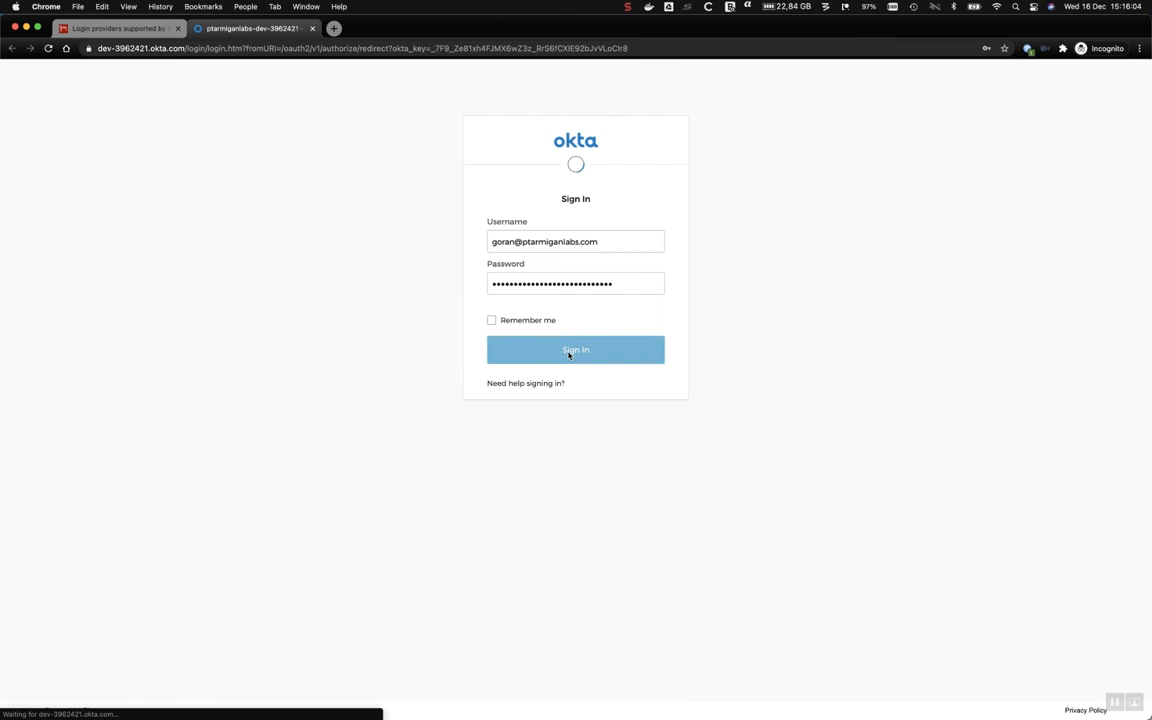 Chrome File Edit View History Bookmarks People Tab Window Help 22,84 GB 97% Wed 16 Dec 15:16:04
Login providers supported by
ptarmiganlabs-dev-3962421 -
dev-3962421.okta.com/login/login.htm?fromURI=/oauth2/v1/authorize/redirect?okta_key=_7F9_Ze81xh4FJMX6wZ3z_RrS6fCXIE92bJvVLoCIr8
Incognito
okta
Sign In
Username
goran@ptarmiganlabs.com
Password
Remember me
Sign In
Need help signing in?
Waiting for dev-3962421.okta.com...
Privacy Policy